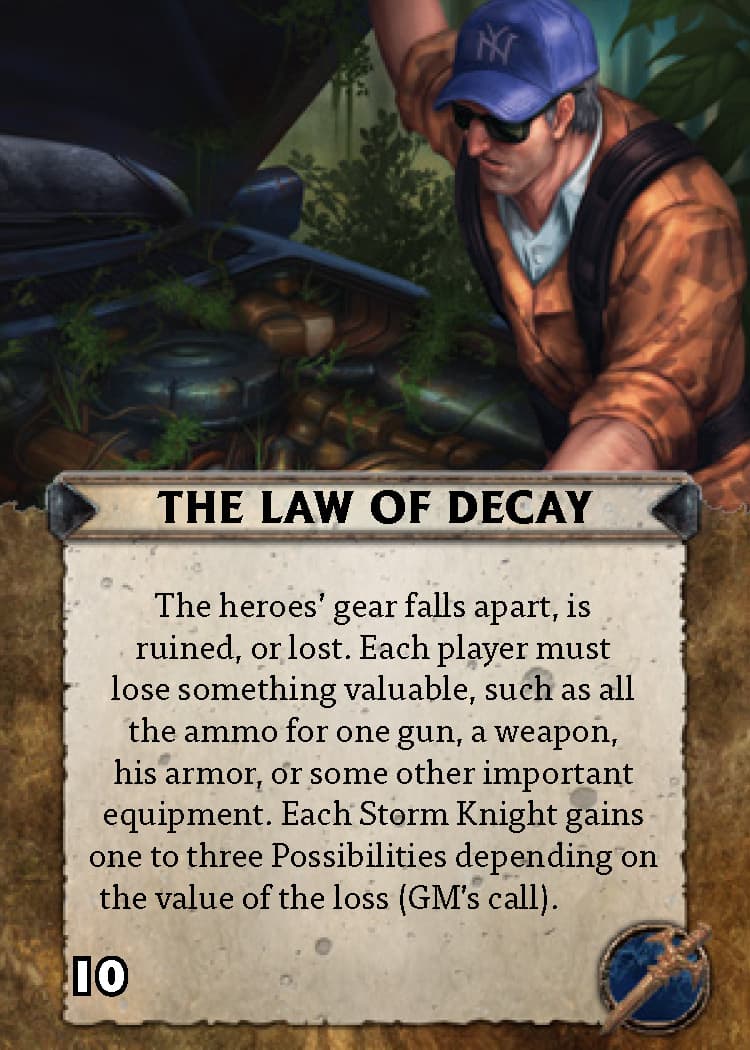 NY
THE LAW OF DECAY
The heroes’ gear falls apart, is
ruined, or lost. Each player must
lose something valuable, such as all
the ammo for one gun, a weapon,
his armor, or some other important
equipment. Each Storm Knight gains
one to three Possibilities depending on
the value of the loss (GM’s call).
10